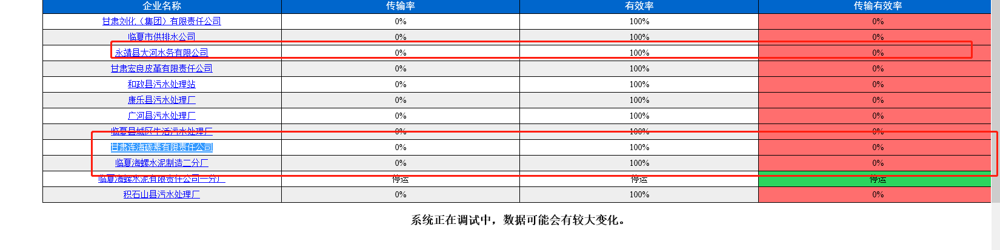 企业名称 传输率 有效率 传输有效率
甘肃刘化（集团）有限责任公司 0% 100% 0%
临夏市供排水公司 0% 100% 0%
永靖县大河水务有限公司 0% 100% 0%
甘肃宏良皮革有限责任公司 0% 100% 0%
和政县污水处理站 0% 100% 0%
康乐县污水处理厂 0% 100% 0%
广河县污水处理厂 0% 100% 0%
临夏县城区生活污水处理厂 0% 100% 0%
甘肃连海碳素有限责任公司 0% 100% 0%
临夏海螺水泥制造二分厂 0% 100% 0%
临夏海螺水泥有限责任公司一分厂 停运 停运 停运
积石山县污水处理厂 0% 100% 0%
系统正在调试中，数据可能会有较大变化。